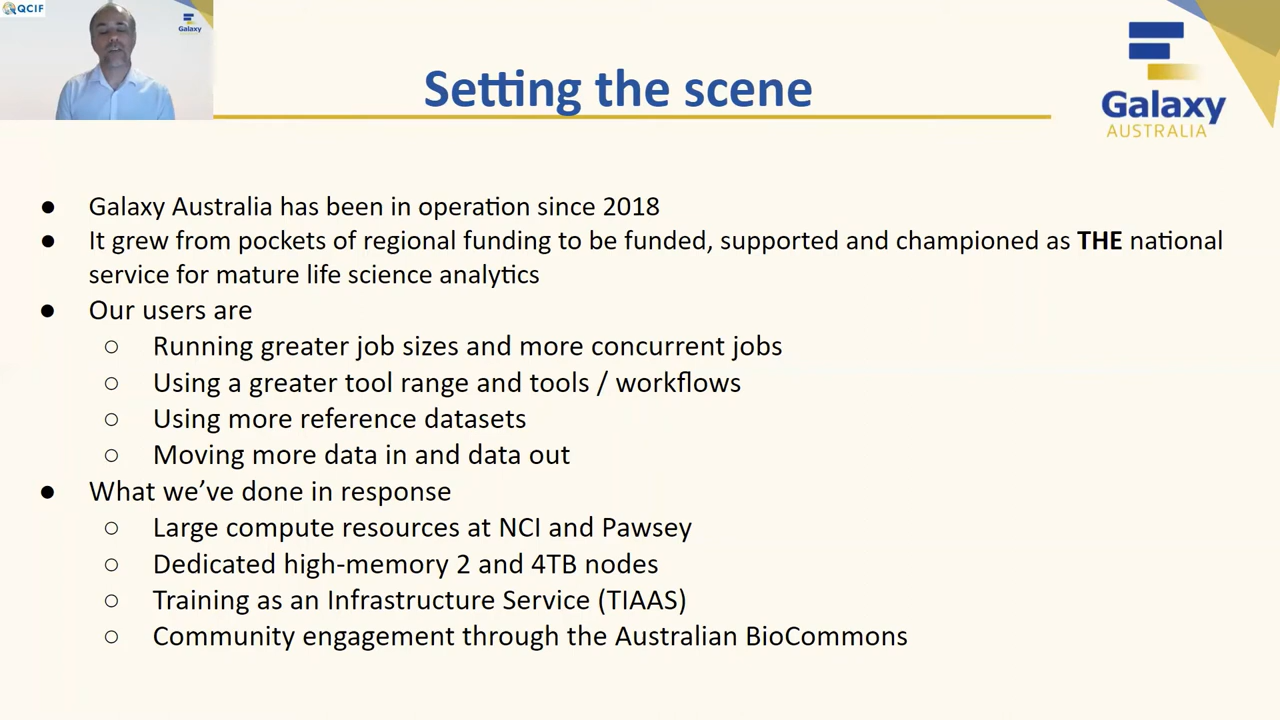 QCIF
Galaxy
Setting the scene
Galaxy
AUSTRALIA
● Galaxy Australia has been in operation since 2018
● It grew from pockets of regional funding to be funded, supported and championed as THE national
service for mature life science analytics
● Our users are
○ Running greater job sizes and more concurrent jobs
○ Using a greater tool range and tools / workflows
○ Using more reference datasets
○ Moving more data in and data out
● What we’ve done in response
○ Large compute resources at NCI and Pawsey
○ Dedicated high-memory 2 and 4TB nodes
○ Training as an Infrastructure Service (TIAAS)
○ Community engagement through the Australian BioCommons